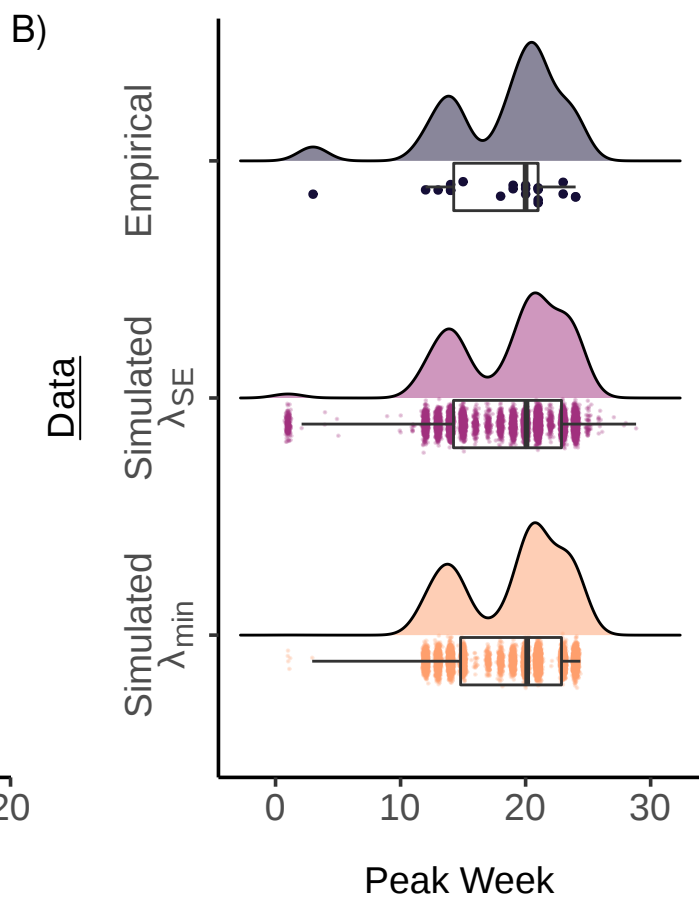 B)
Data
Empirical
Simulated
λSE
Simulated
λmin
20
0 10 20 30
Peak Week